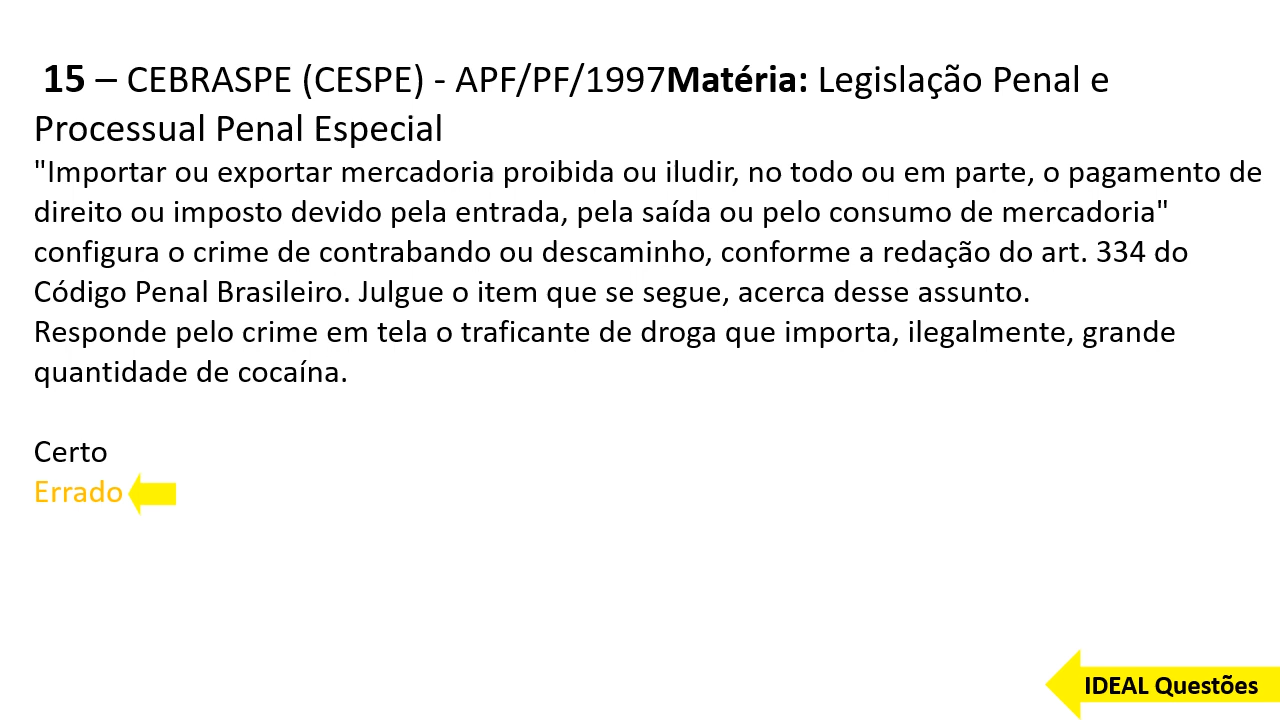 15 – CEBRASPE (CESPE) - APF/PF/1997Matéria: Legislação Penal e
Processual Penal Especial
"Importar ou exportar mercadoria proibida ou iludir, no todo ou em parte, o pagamento de
direito ou imposto devido pela entrada, pela saída ou pelo consumo de mercadoria"
configura o crime de contrabando ou descaminho, conforme a redação do art. 334 do
Código Penal Brasileiro. Julgue o item que se segue, acerca desse assunto.
Responde pelo crime em tela o traficante de droga que importa, ilegalmente, grande
quantidade de cocaína.
Certo
Errado
IDEAL Questões